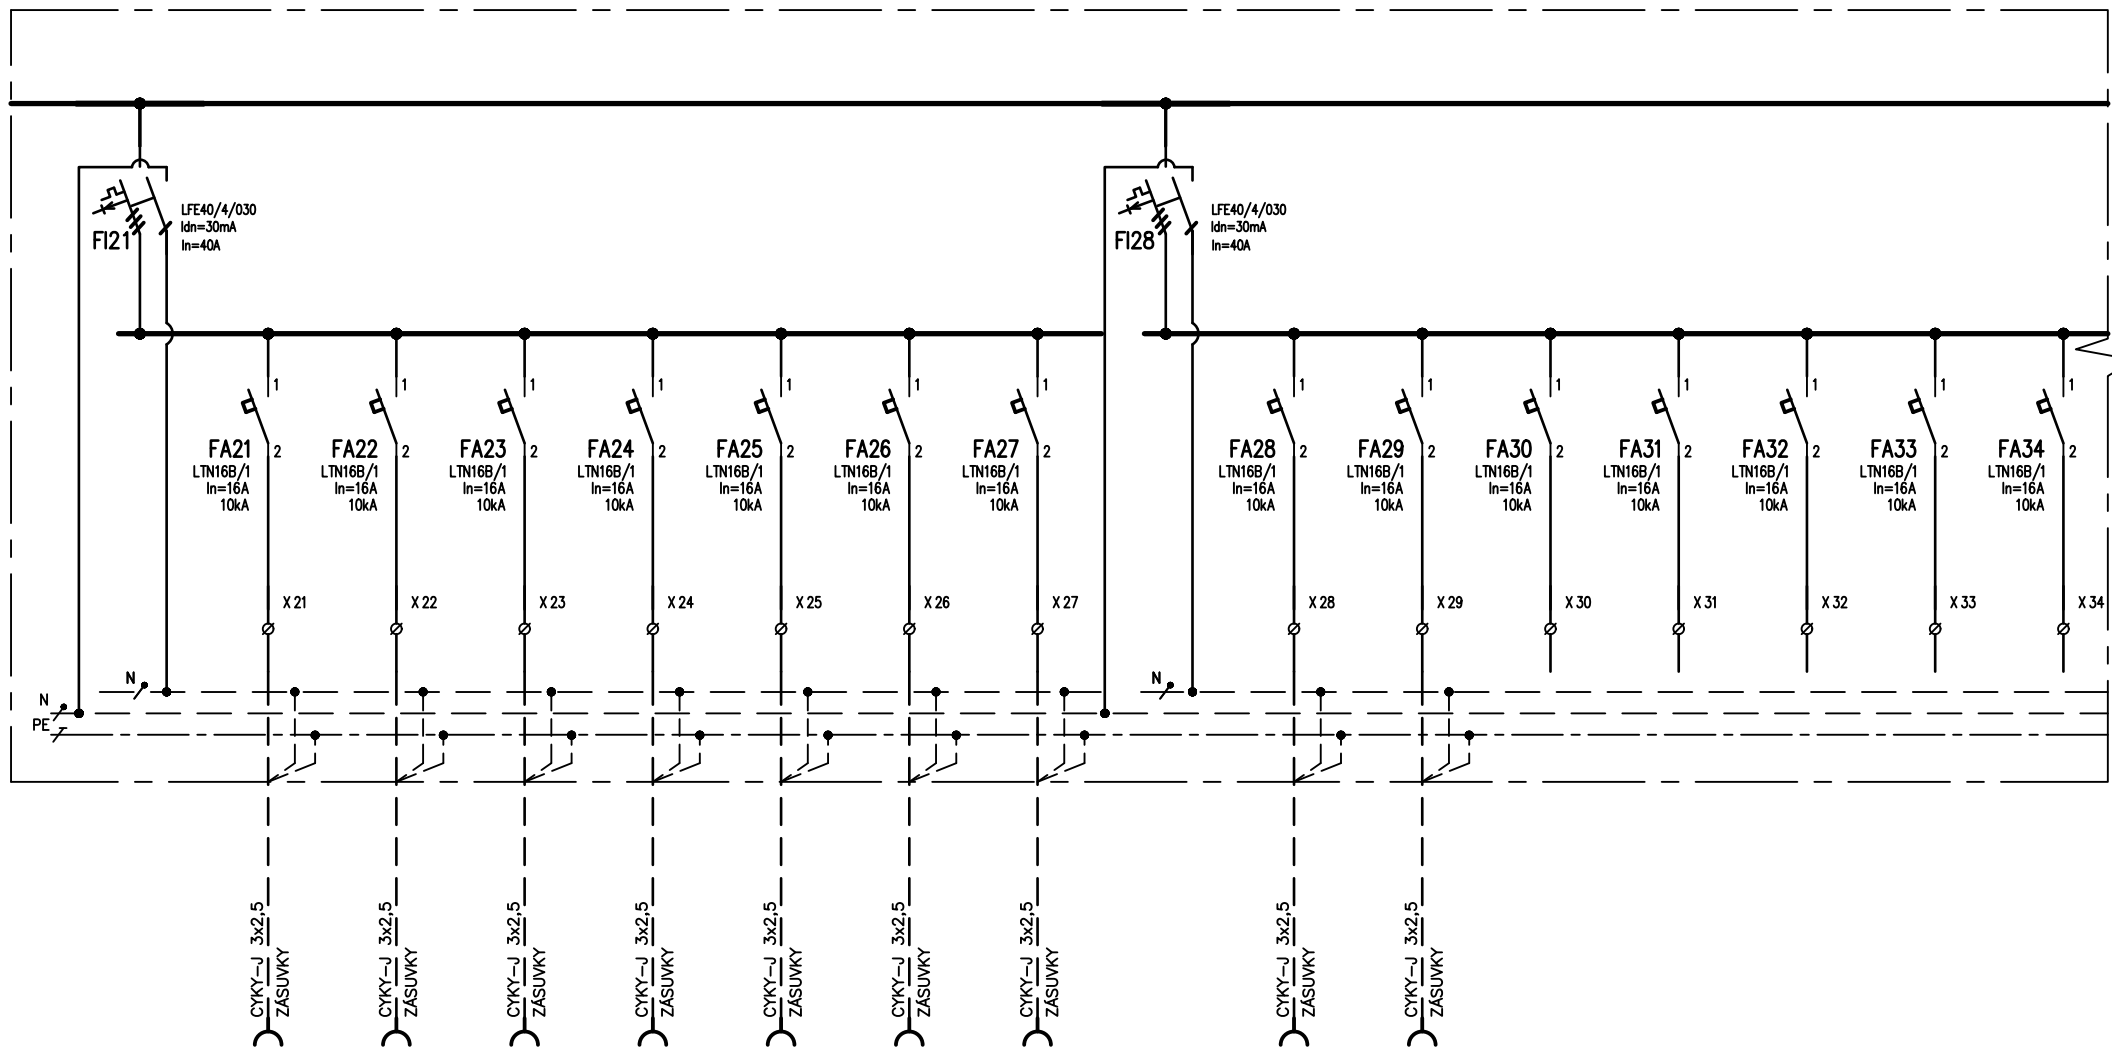 LFE40/4/030
Idn=30mA
In=40A
FI21
LFE40/4/030
Idn=30mA
In=40A
FI28
1
2
FA21
LTN16B/1
In=16A
10kA
1
2
FA22
LTN16B/1
In=16A
10kA
1
2
FA23
LTN16B/1
In=16A
10kA
1
2
FA24
LTN16B/1
In=16A
10kA
1
2
FA25
LTN16B/1
In=16A
10kA
1
2
FA26
LTN16B/1
In=16A
10kA
1
2
FA27
LTN16B/1
In=16A
10kA
1
2
FA28
LTN16B/1
In=16A
10kA
1
2
FA29
LTN16B/1
In=16A
10kA
1
2
FA30
LTN16B/1
In=16A
10kA
1
2
FA31
LTN16B/1
In=16A
10kA
1
2
FA32
LTN16B/1
In=16A
10kA
1
2
FA33
LTN16B/1
In=16A
10kA
1
2
FA34
LTN16B/1
In=16A
10kA
X 21
X 22
X 23
X 24
X 25
X 26
X 27
X 28
X 29
X 30
X 31
X 32
X 33
X 34
N
N
N
PE
CYKY-J 3x2,5
ZÁSUVKY
CYKY-J 3x2,5
ZÁSUVKY
CYKY-J 3x2,5
ZÁSUVKY
CYKY-J 3x2,5
ZÁSUVKY
CYKY-J 3x2,5
ZÁSUVKY
CYKY-J 3x2,5
ZÁSUVKY
CYKY-J 3x2,5
ZÁSUVKY
CYKY-J 3x2,5
ZÁSUVKY
CYKY-J 3x2,5
ZÁSUVKY